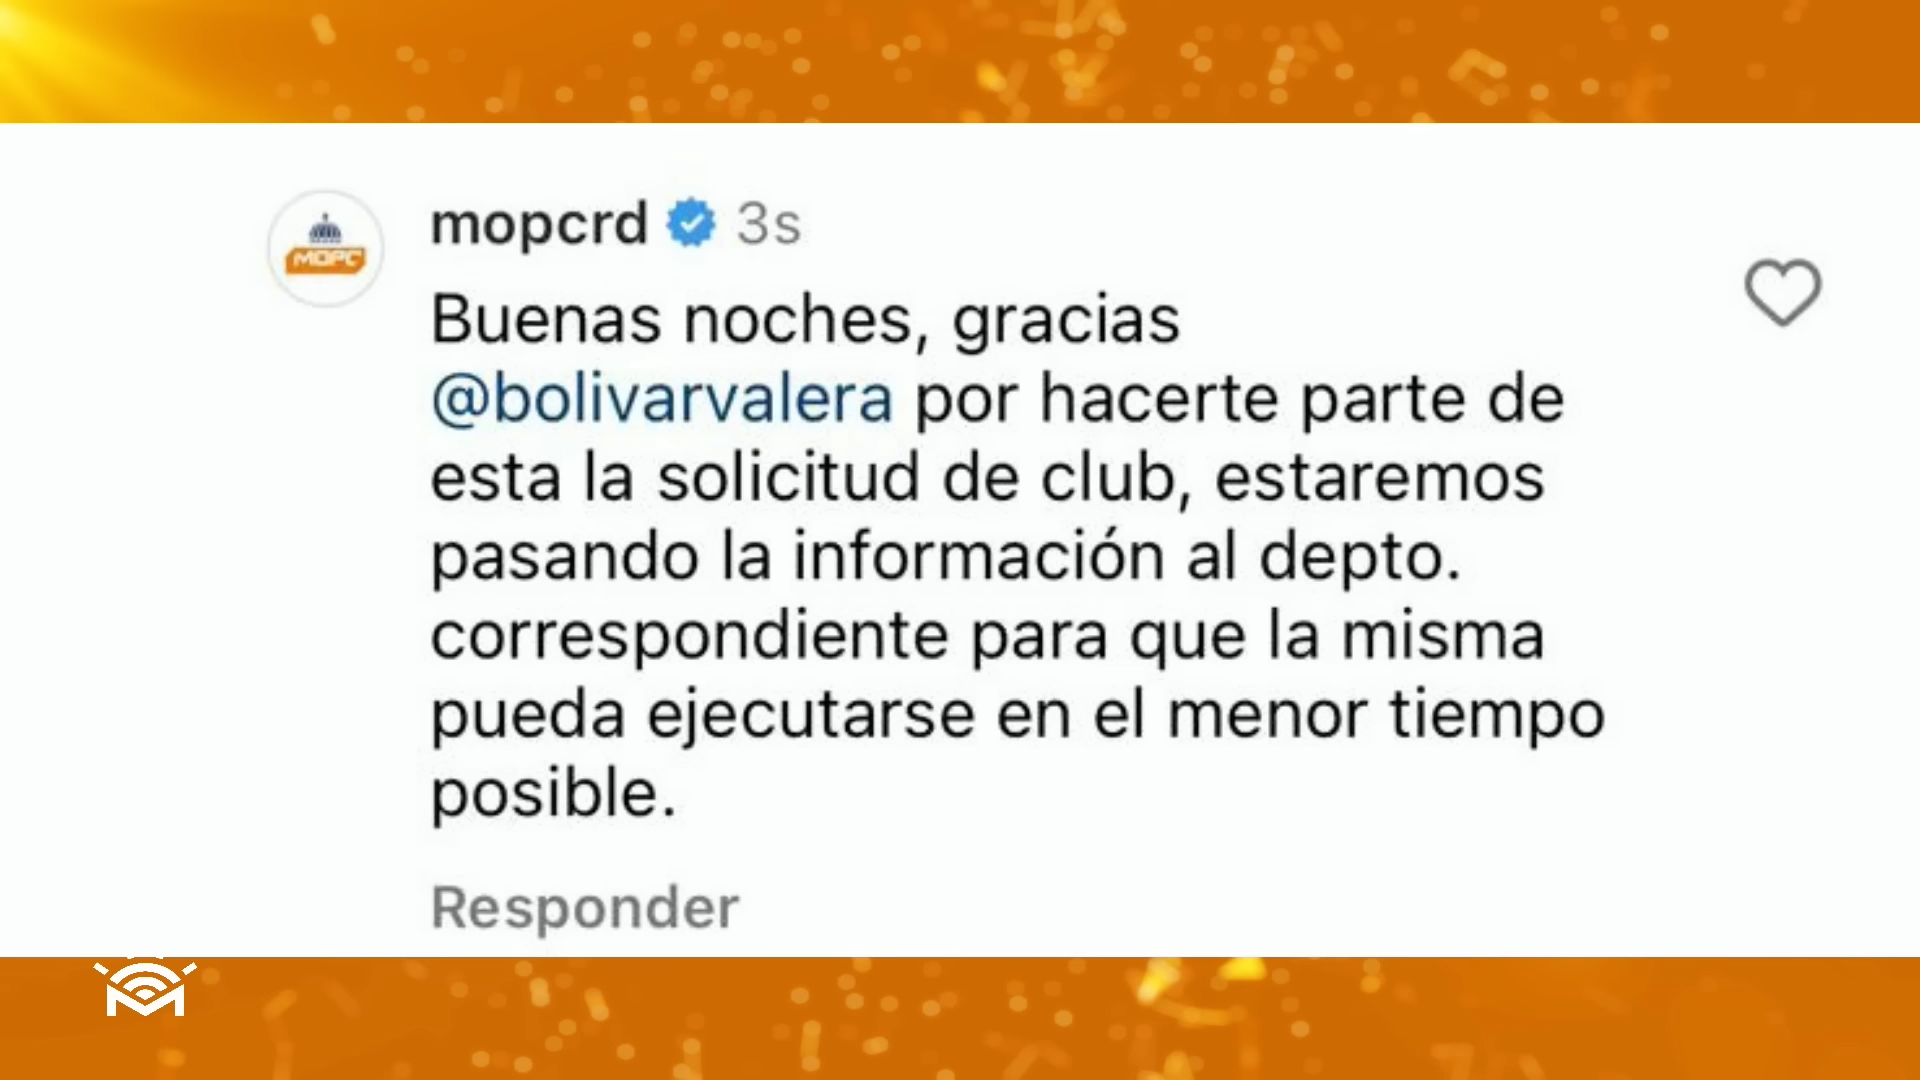 MOPC
mopcrd 3s
Buenas noches, gracias
@bolivarvalera por hacerte parte de
esta la solicitud de club, estaremos
pasando la información al depto.
correspondiente para que la misma
pueda ejecutarse en el menor tiempo
posible.
Responder